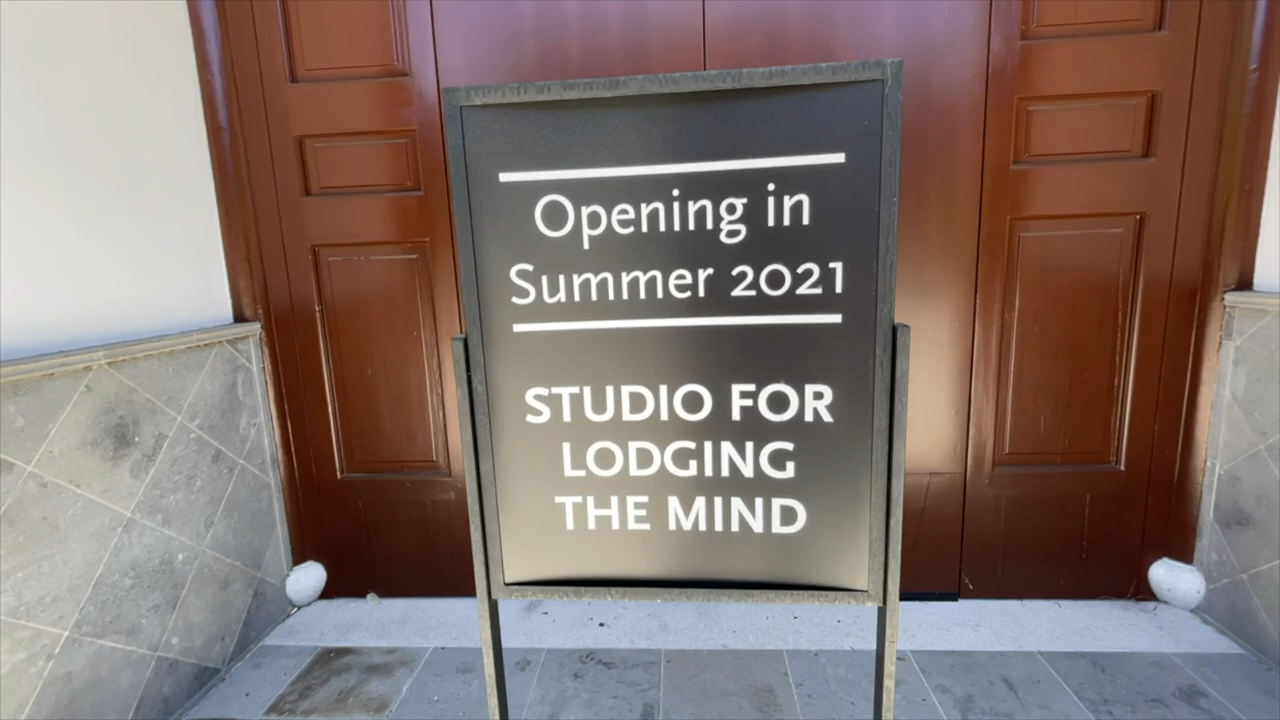 Opening in
Summer 2021
STUDIO FOR
LODGING
THE MIND